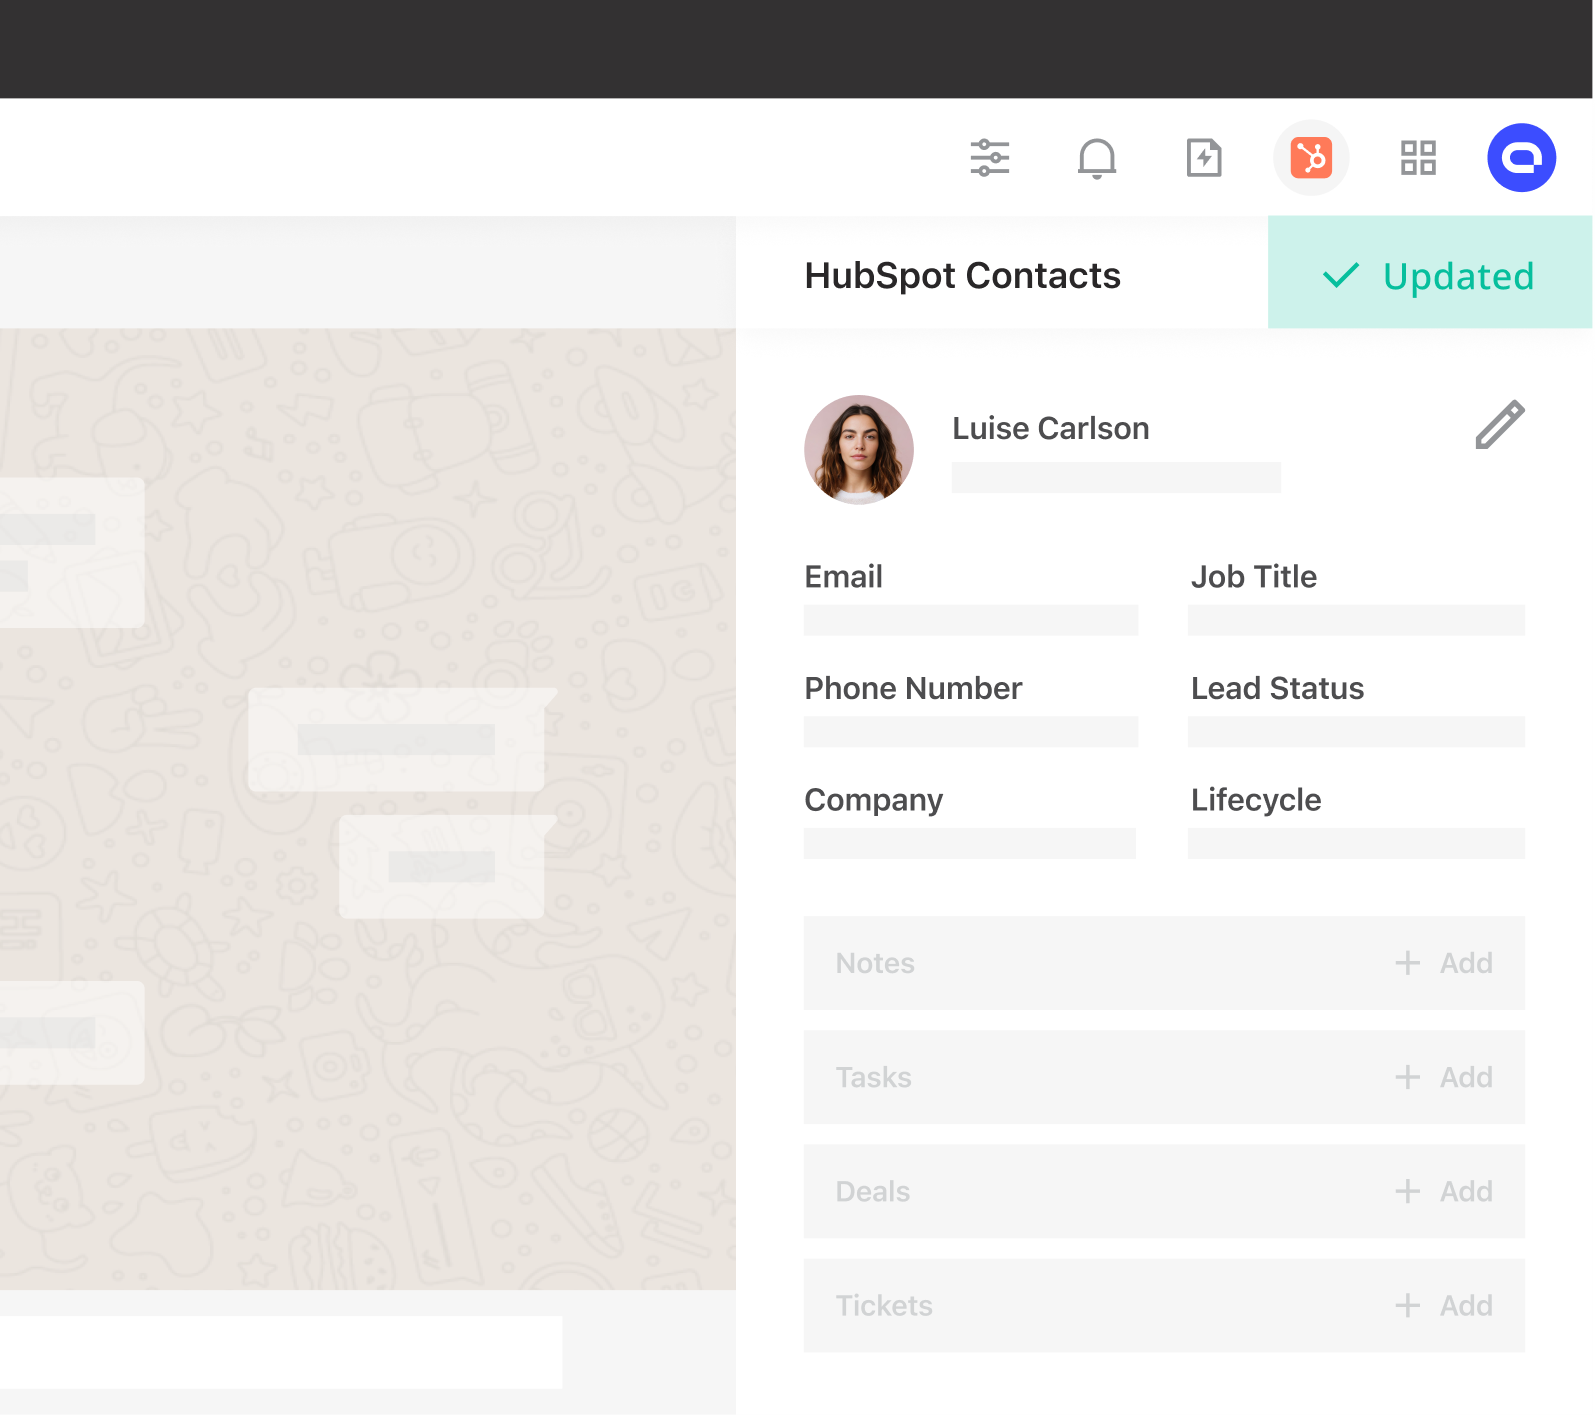 HubSpot Contacts
Updated
Luise Carlson
Email
Job Title
Phone Number
Lead Status
Company
Lifecycle
Notes
+ Add
Tasks
+ Add
Deals
+ Add
Tickets
+ Add